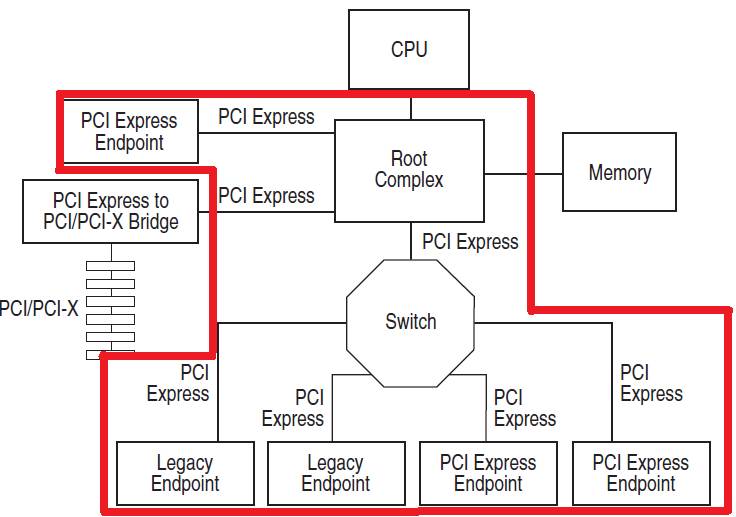 CPU
PCI Express
Endpoint
PCI Express
Root
Complex
Memory
PCI Express to
PCI/PCI-X Bridge
PCI Express
PCI Express
PCI/PCI-X
Switch
PCI
Express
PCI
Express
PCI
Express
PCI
Express
Legacy
Endpoint
Legacy
Endpoint
PCI Express
Endpoint
PCI Express
Endpoint